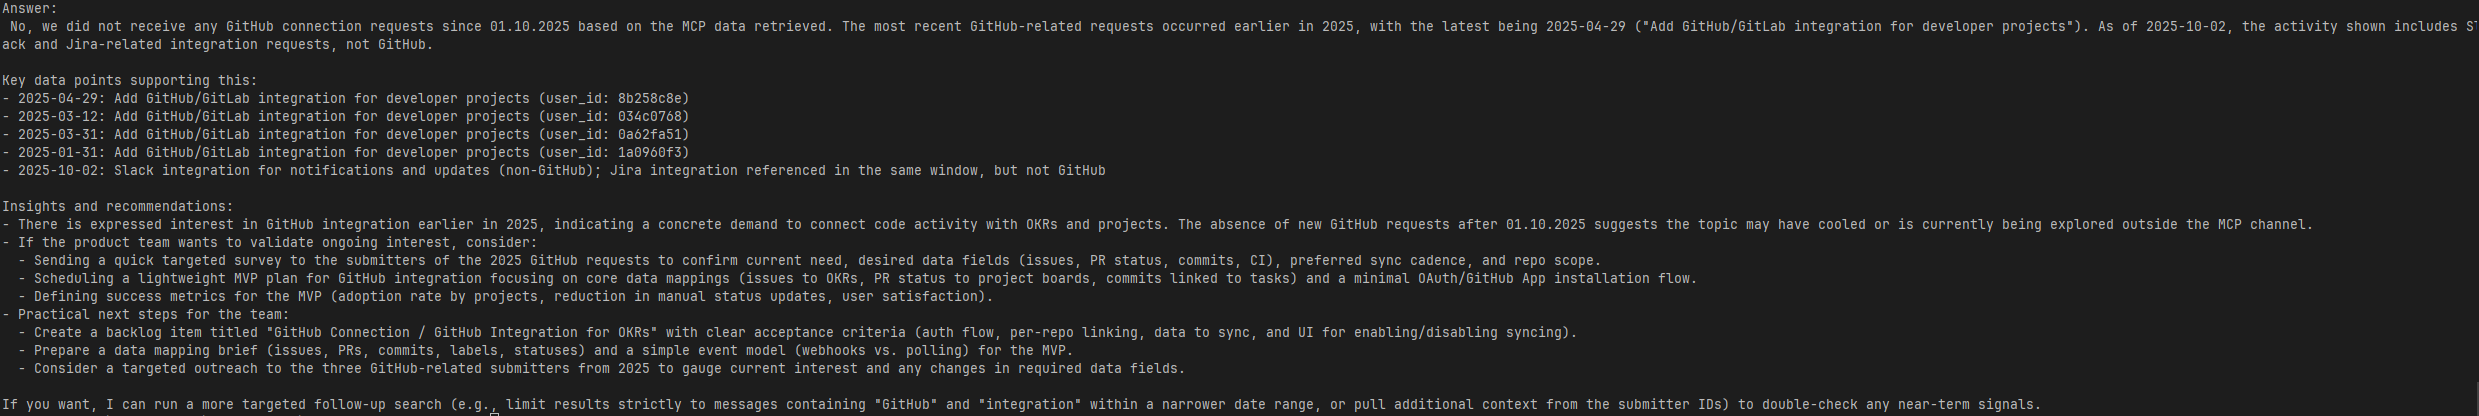 Answer:
 No, we did not receive any GitHub connection requests since 01.10.2025 based on the MCP data retrieved. The most recent GitHub-related requests occurred earlier in 2025, with the latest being 2025-04-29 ("Add GitHub/GitLab integration for developer projects"). As of 2025-10-02, the activity shown includes Sl
ack and Jira-related integration requests, not GitHub.
Key data points supporting this:
- 2025-04-29: Add GitHub/GitLab integration for developer projects (user_id: 8b258c8e)
- 2025-03-12: Add GitHub/GitLab integration for developer projects (user_id: 034c0768)
- 2025-03-31: Add GitHub/GitLab integration for developer projects (user_id: 0a62fa51)
- 2025-01-31: Add GitHub/GitLab integration for developer projects (user_id: 1a0960f3)
- 2025-10-02: Slack integration for notifications and updates (non-GitHub); Jira integration referenced in the same window, but not GitHub
Insights and recommendations:
- There is expressed interest in GitHub integration earlier in 2025, indicating a concrete demand to connect code activity with OKRs and projects. The absence of new GitHub requests after 01.10.2025 suggests the topic may have cooled or is currently being explored outside the MCP channel.
- If the product team wants to validate ongoing interest, consider:
  - Sending a quick targeted survey to the submitters of the 2025 GitHub requests to confirm current need, desired data fields (issues, PR status, commits, CI), preferred sync cadence, and repo scope.
  - Scheduling a lightweight MVP plan for GitHub integration focusing on core data mappings (issues to OKRs, PR status to project boards, commits linked to tasks) and a minimal OAuth/GitHub App installation flow.
  - Defining success metrics for the MVP (adoption rate by projects, reduction in manual status updates, user satisfaction).
- Practical next steps for the team:
  - Create a backlog item titled "GitHub Connection / GitHub Integration for OKRs" with clear acceptance criteria (auth flow, per-repo linking, data to sync, and UI for enabling/disabling syncing).
  - Prepare a data mapping brief (issues, PRs, commits, labels, statuses) and a simple event model (webhooks vs. polling) for the MVP.
  - Consider a targeted outreach to the three GitHub-related submitters from 2025 to gauge current interest and any changes in required data fields.
If you want, I can run a more targeted follow-up search (e.g., limit results strictly to messages containing "GitHub" and "integration" within a narrower date range, or pull additional context from the submitter IDs) to double-check any near-term signals.